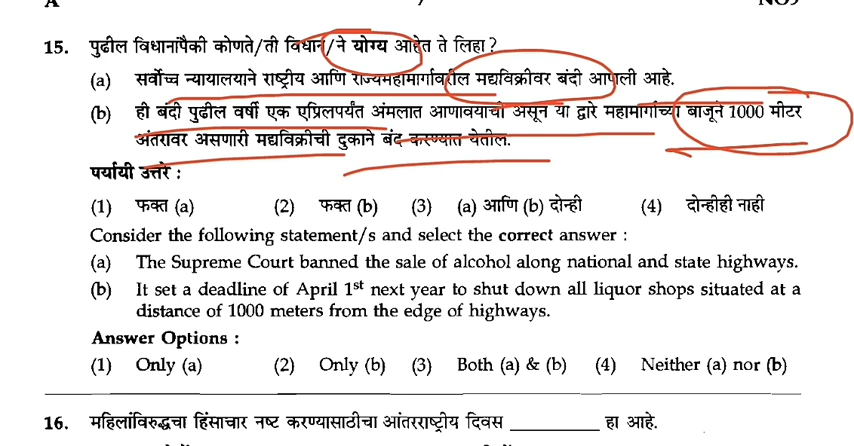 A 7 NO9
15. पुढील विधानांपैकी कोणते/ती विधान/ने योग्य आहेत ते लिहा ?
(a) सर्वोच्च न्यायालयाने राष्ट्रीय आणि राज्यमहामार्गावरील मद्यविक्रीवर बंदी आणली आहे.
(b) ही बंदी पुढील वर्षी एक एप्रिलपर्यंत अंमलात आणावयाची असून या द्वारे महामार्गाच्या बाजूने 1000 मीटर
अंतरावर असणारी मद्यविक्रीची दुकाने बंद करण्यात येतील.
पर्यायी उत्तरे :
(1) फक्त (a) (2) फक्त (b) (3) (a) आणि (b) दोन्ही (4) दोन्हीही नाही
Consider the following statement/s and select the correct answer :
(a) The Supreme Court banned the sale of alcohol along national and state highways.
(b) It set a deadline of April 1st next year to shut down all liquor shops situated at a
distance of 1000 meters from the edge of highways.
Answer Options :
(1) Only (a) (2) Only (b) (3) Both (a) & (b) (4) Neither (a) nor (b)
16. महिलांविरुद्धचा हिंसाचार नष्ट करण्यासाठीचा आंतरराष्ट्रीय दिवस __________ हा आहे.